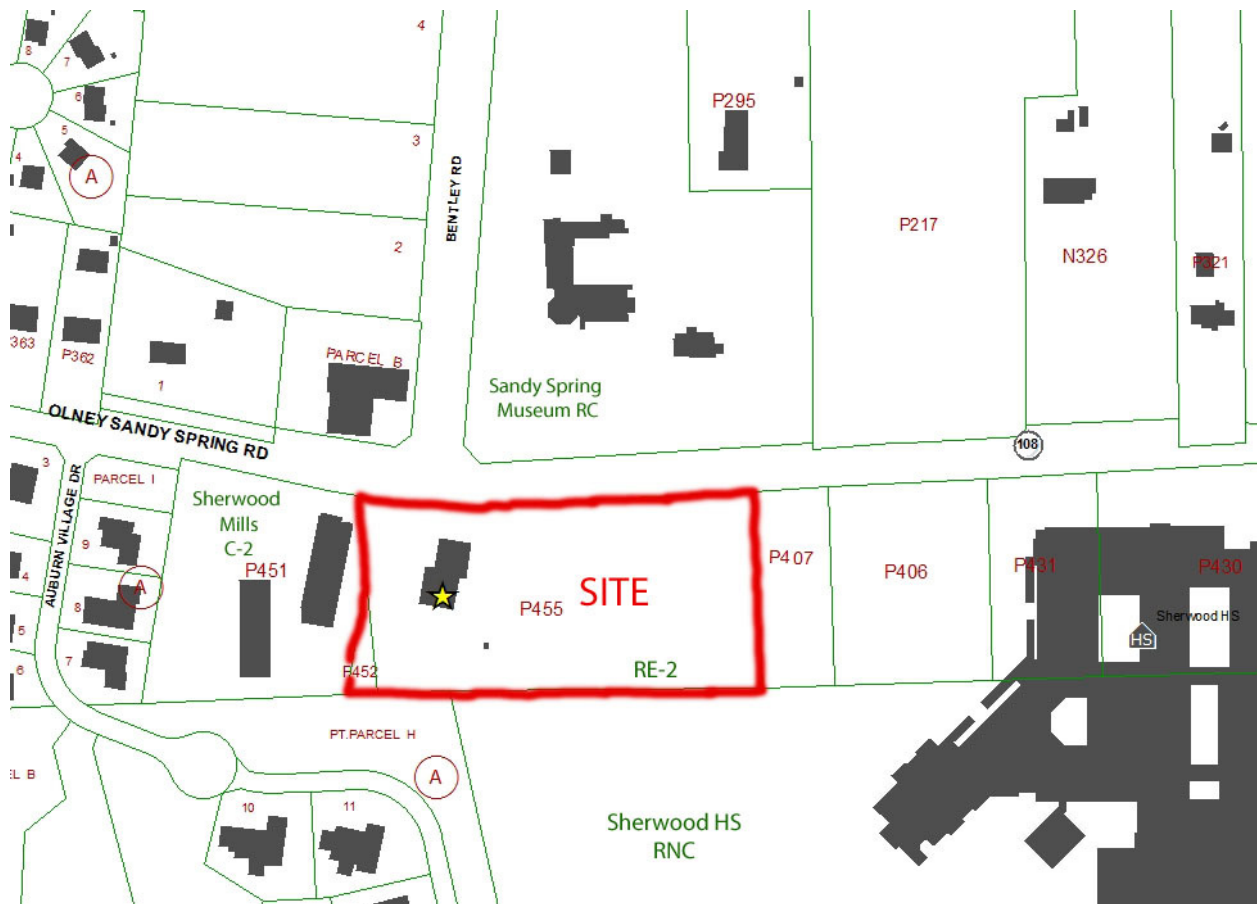 4
8
7
6
5
4
A
3
2
BENTLEY RD
P295
P217
N326
P321
363
P362
1
PARCEL B
Sandy Spring
Museum RC
OLNEY SANDY SPRING RD
108
3
AUBURN VILLAGE DR
PARCEL I
Sherwood
Mills
C-2
P451
9
A
4
8
5
7
6
P455
SITE
RE-2
P452
P407
P406
P431
P430
Sherwood HS
HS
PT.PARCEL H
A
EL B
10
11
Sherwood HS
RNC